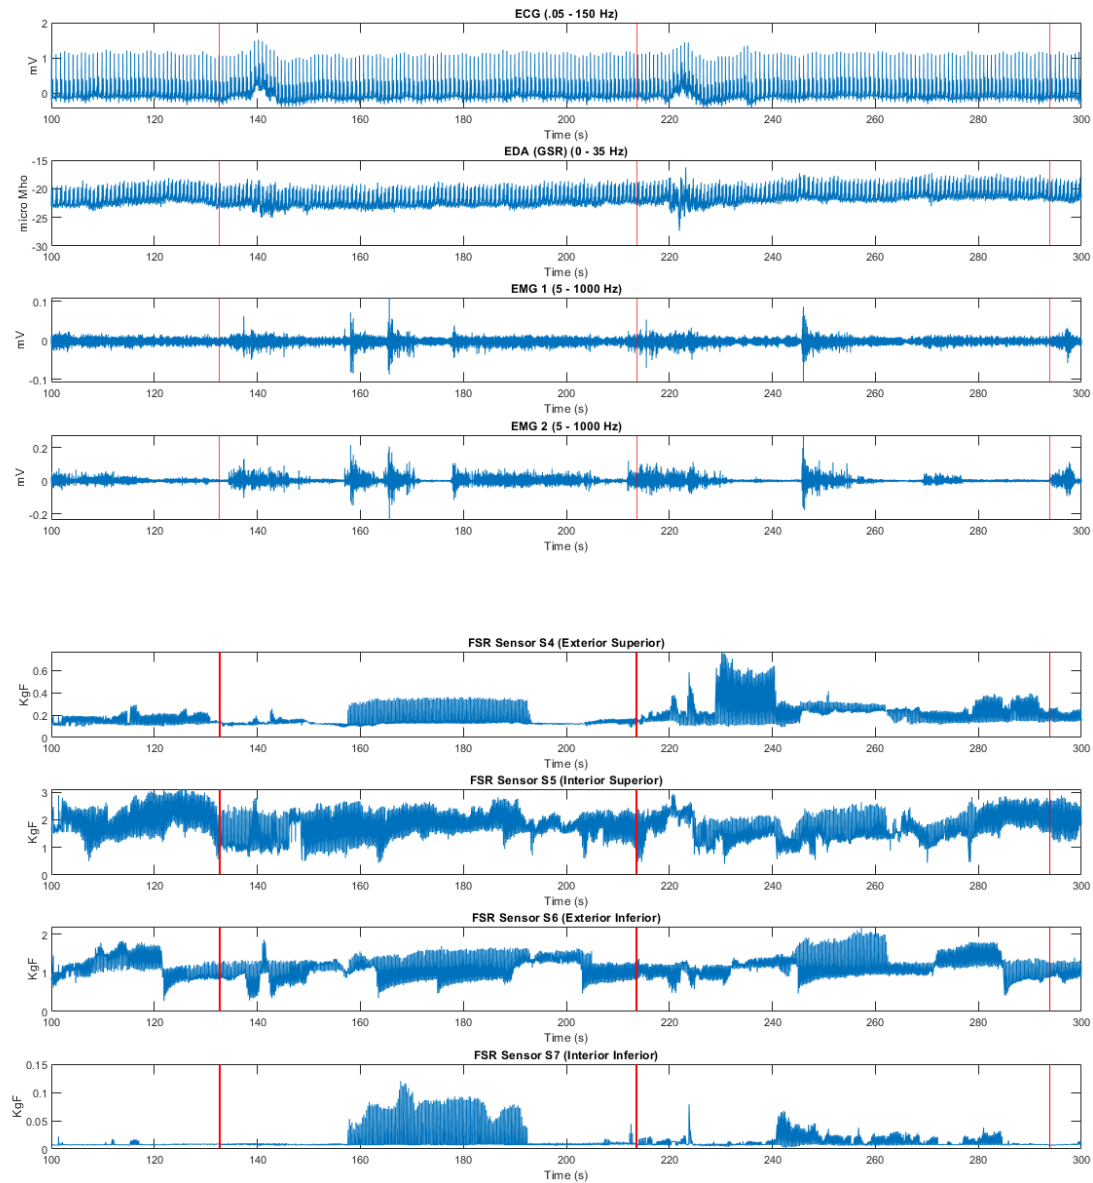 ECG (.05 - 150 Hz)
2
1
0
mV
100 120 140 160 180 200 220 240 260 280 300
Time (s)
EDA (GSR) (0 - 35 Hz)
-15
-20
-25
-30
micro Mho
100 120 140 160 180 200 220 240 260 280 300
Time (s)
EMG 1 (5 - 1000 Hz)
0.1
0
-0.1
mV
100 120 140 160 180 200 220 240 260 280 300
Time (s)
EMG 2 (5 - 1000 Hz)
0.2
0
-0.2
mV
100 120 140 160 180 200 220 240 260 280 300
Time (s)
FSR Sensor S4 (Exterior Superior)
0.6
0.4
0.2
0
KgF
100 120 140 160 180 200 220 240 260 280 300
Time (s)
FSR Sensor S5 (Interior Superior)
3
2
1
0
KgF
100 120 140 160 180 200 220 240 260 280 300
Time (s)
FSR Sensor S6 (Exterior Inferior)
2
1
0
KgF
100 120 140 160 180 200 220 240 260 280 300
Time (s)
FSR Sensor S7 (Interior Inferior)
0.15
0.1
0.05
0
KgF
100 120 140 160 180 200 220 240 260 280 300
Time (s)